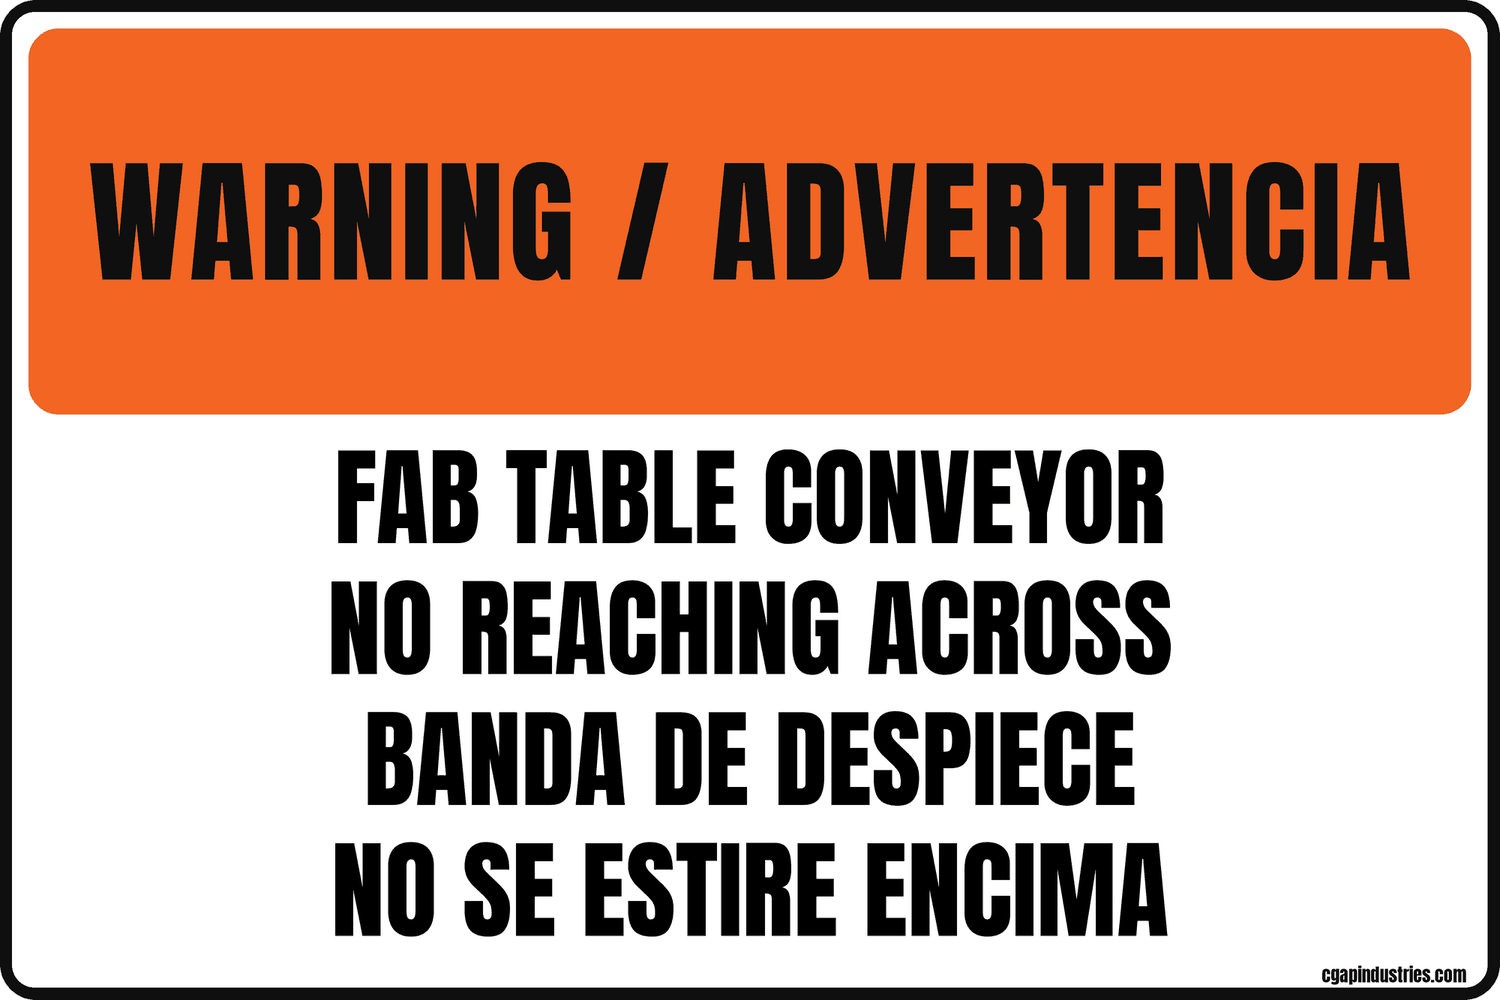 WARNING / ADVERTENCIA
FAB TABLE CONVEYOR
NO REACHING ACROSS
BANDA DE DESPIECE
NO SE ESTIRE ENCIMA
cgapindustries.com